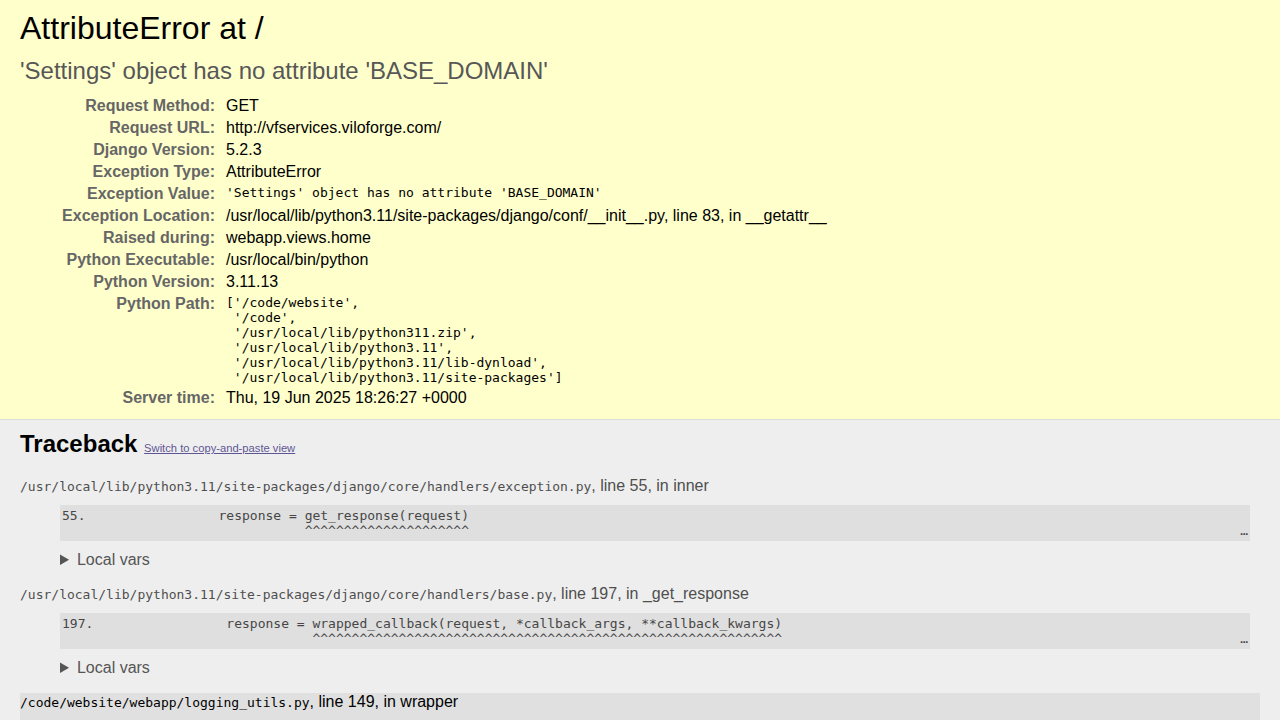 AttributeError at /
'Settings' object has no attribute 'BASE_DOMAIN'
Request Method: GET
Request URL: http://vfservices.viloforge.com/
Django Version: 5.2.3
Exception Type: AttributeError
Exception Value: 'Settings' object has no attribute 'BASE_DOMAIN'
Exception Location: /usr/local/lib/python3.11/site-packages/django/conf/__init__.py, line 83, in __getattr__
Raised during: webapp.views.home
Python Executable: /usr/local/bin/python
Python Version: 3.11.13
Python Path: ['/code/website',
'/code',
'/usr/local/lib/python311.zip',
'/usr/local/lib/python3.11',
'/usr/local/lib/python3.11/lib-dynload',
'/usr/local/lib/python3.11/site-packages']
Server time: Thu, 19 Jun 2025 18:26:27 +0000
Traceback Switch to copy-and-paste view
/usr/local/lib/python3.11/site-packages/django/core/handlers/exception.py, line 55, in inner
55. response = get_response(request)
^^^^^^^^^^^^^^^^^^^^^ …
▶ Local vars
/usr/local/lib/python3.11/site-packages/django/core/handlers/base.py, line 197, in _get_response
197. response = wrapped_callback(request, *callback_args, **callback_kwargs)
^^^^^^^^^^^^^^^^^^^^^^^^^^^^^^^^^^^^^^^^^^^^^^^^^^^^^^^^^^^^ …
▶ Local vars
/code/website/webapp/logging_utils.py, line 149, in wrapper